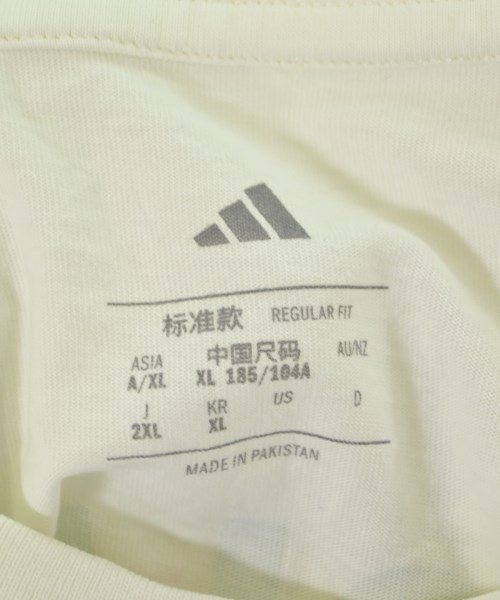 标准款 REGULAR FIT
ASIA 中国尺码 AU/NZ
A/XL XL 185/104A
J KR US D
2XL XL
MADE IN PAKISTAN